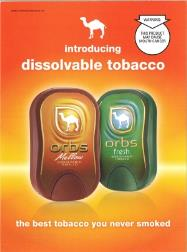 WARNING:
THIS PRODUCT
MAY CAUSE
MOUTH CANCER
introducing
dissolvable tobacco
orbs
Mellow
orbs
fresh
the best tobacco you never smoked